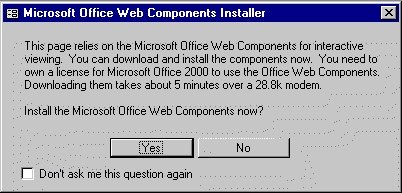 Microsoft Office Web Components Installer
This page relies on the Microsoft Office Web Components for interactive
viewing. You can download and install the components now. You need to
own a license for Microsoft Office 2000 to use the Office Web Components.
Downloading them takes about 5 minutes over a 28.8k modem.
Install the Microsoft Office Web Components now?
Yes No
Don't ask me this question again